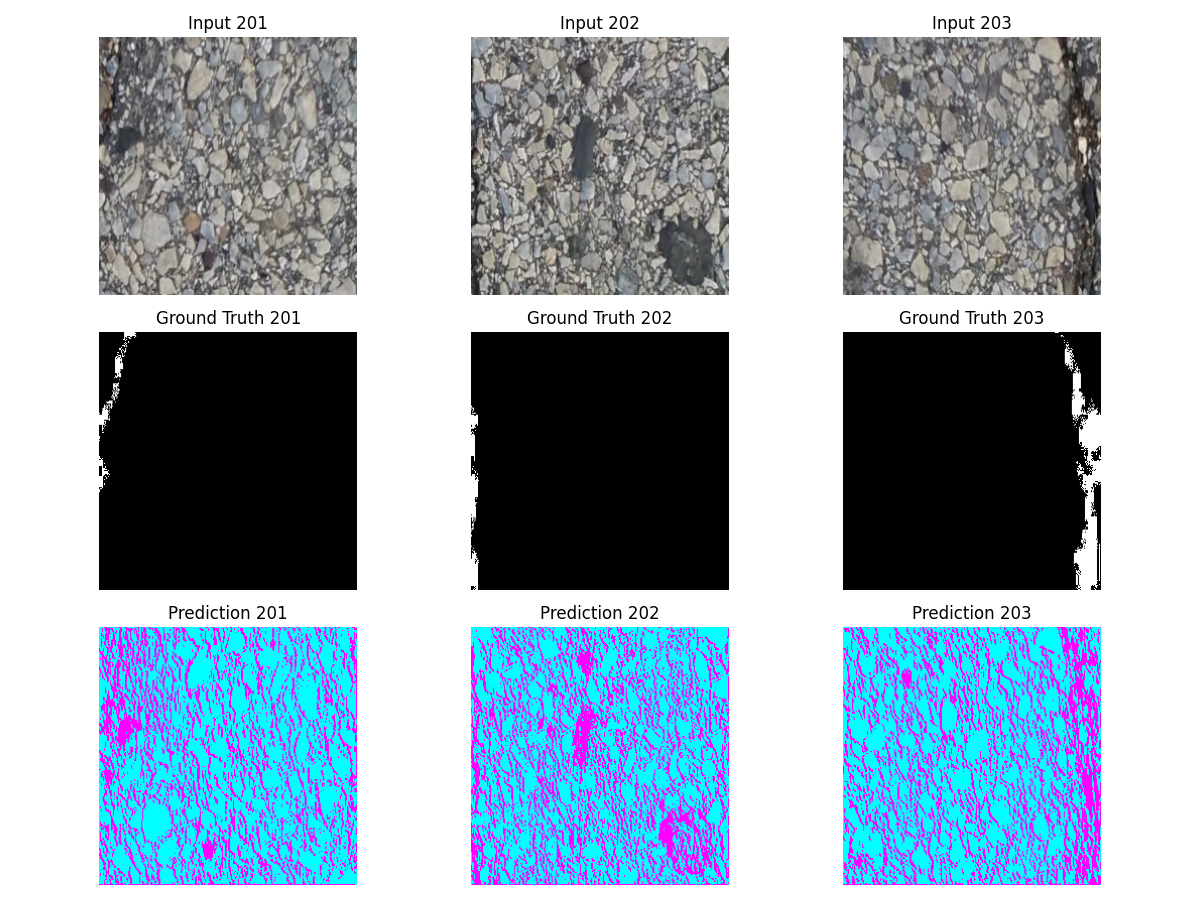 Input 201
Input 202
Input 203
Ground Truth 201
Ground Truth 202
Ground Truth 203
Prediction 201
Prediction 202
Prediction 203